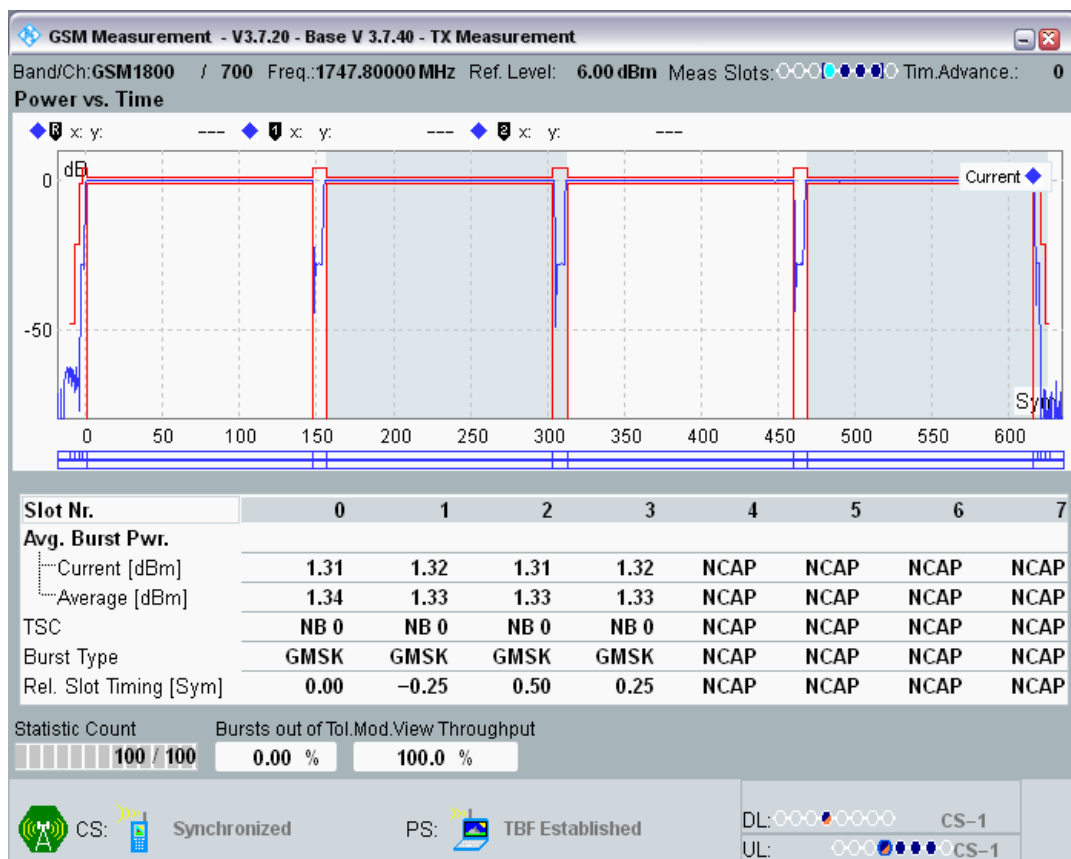 GSM Measurement - V3.7.20 - Base V 3.7.40 - TX Measurement
Band/Ch:GSM1800 / 700 Freq.:1747.80000 MHz Ref. Level: 6.00 dBm Meas Slots: Tim.Advance.: 0
Power vs. Time
R x: y: --- 1 x: y: --- 2 x: y: ---
dB
Current
0
-50
Sym
0 50 100 150 200 250 300 350 400 450 500 550 600
Slot Nr. 0 1 2 3 4 5 6 7
Avg. Burst Pwr.
Current [dBm] 1.31 1.32 1.31 1.32 NCAP NCAP NCAP NCAP
Average [dBm] 1.34 1.33 1.33 1.33 NCAP NCAP NCAP NCAP
TSC NB 0 NB 0 NB 0 NB 0 NCAP NCAP NCAP NCAP
Burst Type GMSK GMSK GMSK GMSK NCAP NCAP NCAP NCAP
Rel. Slot Timing [Sym] 0.00 −0.25 0.50 0.25 NCAP NCAP NCAP NCAP
Statistic Count Bursts out of Tol.Mod.View Throughput
100 / 100 0.00 % 100.0 %
CS: Synchronized PS: TBF Established DL: CS−1
UL: CS−1